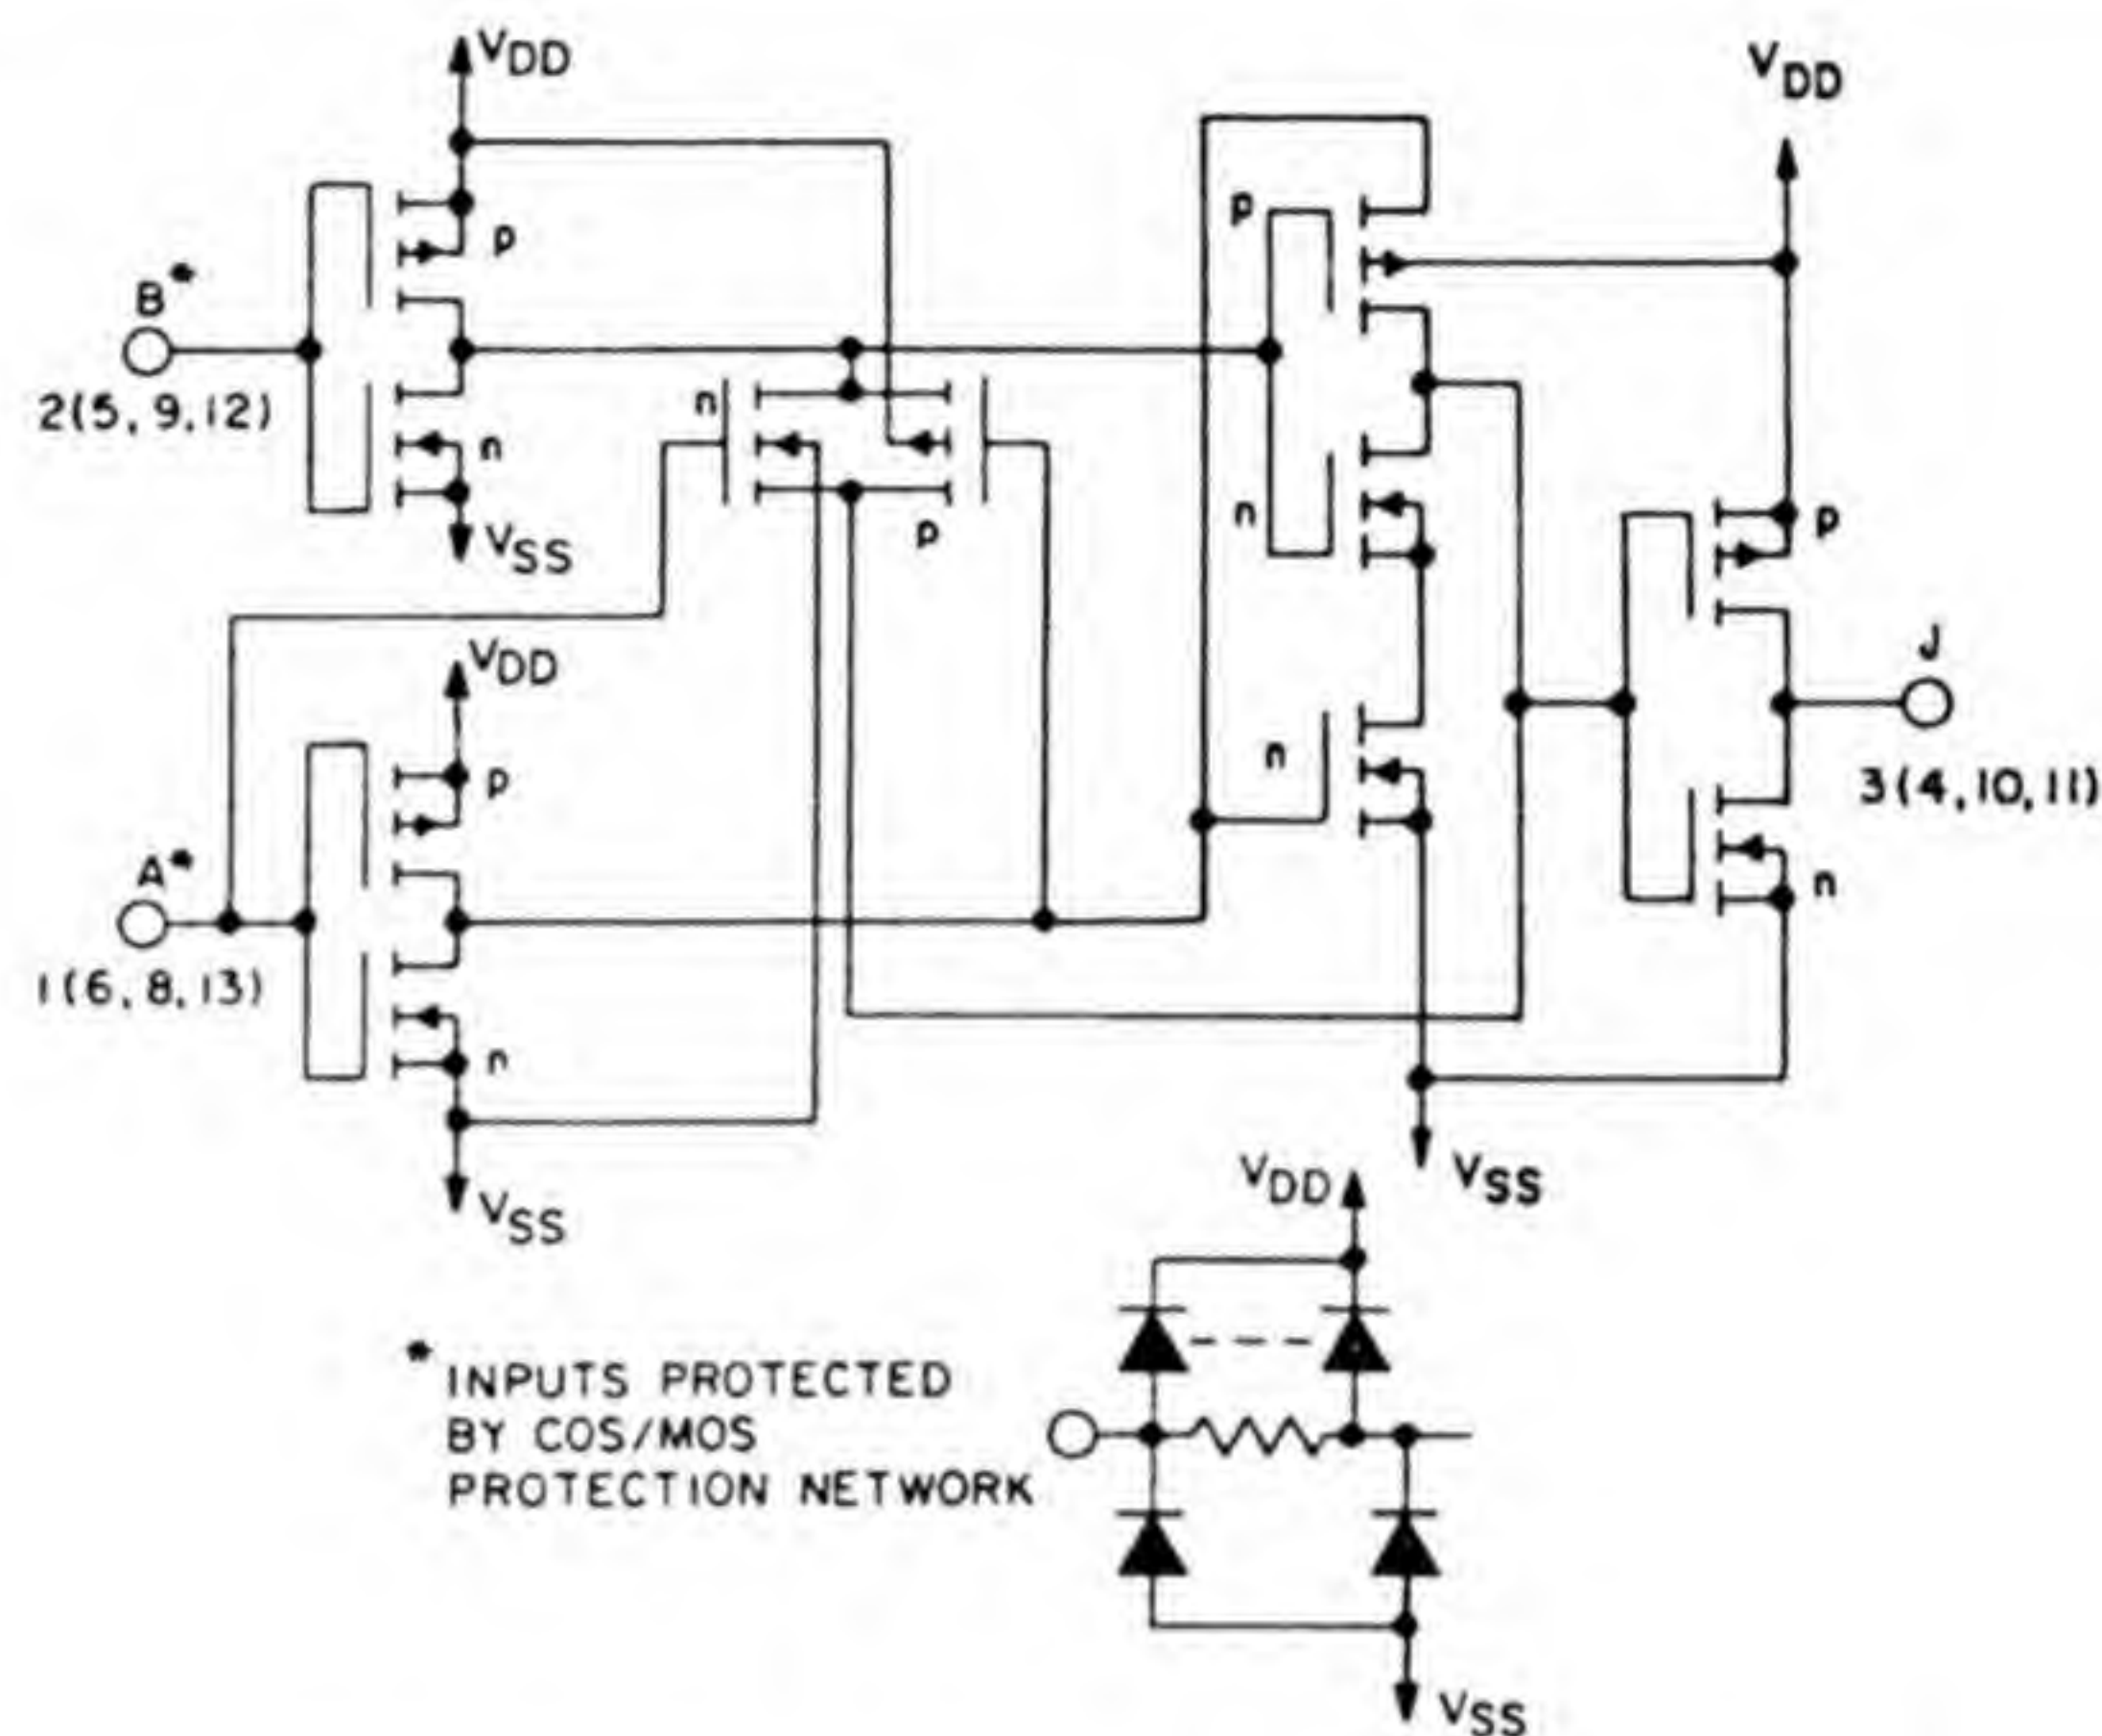 VDD
VDD
p
p
B*
2(5, 9, 12)
n
n
n
p
VSS
p
VDD
J
p
n
3(4, 10, 11)
A*
n
1(6, 8, 13)
n
VSS
VDD
VSS
* INPUTS PROTECTED
BY COS/MOS
PROTECTION NETWORK
VSS